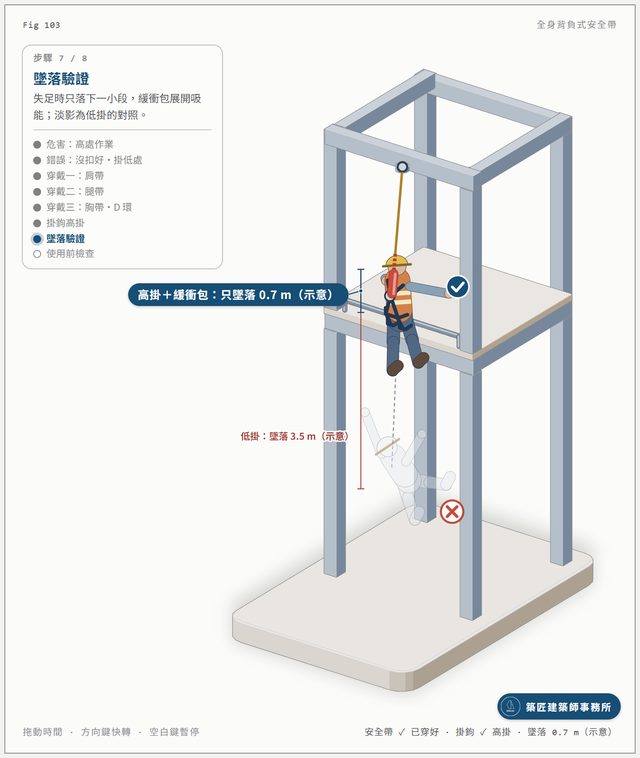 Fig 103
全身背負式安全帶
步驟 7 / 8
墜落驗證
失足時只落下一小段，緩衝包展開吸
能；淡影為低掛的對照。
危害：高處作業
錯誤：沒扣好・掛低處
穿戴一：肩帶
穿戴二：腿帶
穿戴三：胸帶・D 環
掛鉤高掛
墜落驗證
使用前檢查
高掛＋緩衝包：只墜落 0.7 m（示意）
低掛：墜落 3.5 m（示意）
築匠建築師事務所
拖動時間 · 方向鍵快轉 · 空白鍵暫停
安全帶 ✓ 已穿好 · 掛鉤 ✓ 高掛 · 墜落 0.7 m（示意）